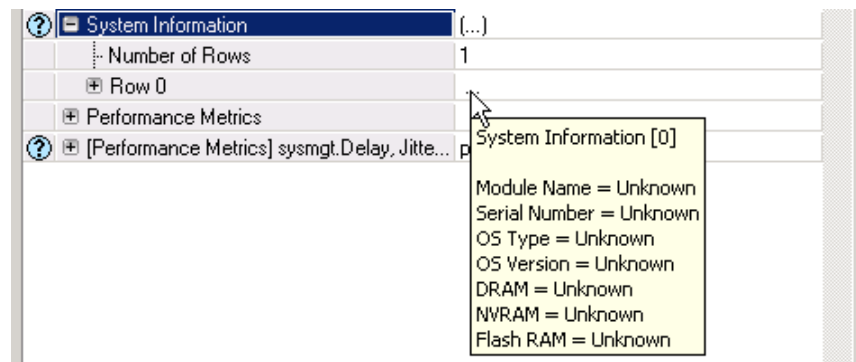 System Information (...)
Number of Rows 1
Row 0 ...
Performance Metrics
[Performance Metrics] sysmgt.Delay, Jitte... p
System Information [0]
Module Name = Unknown
Serial Number = Unknown
OS Type = Unknown
OS Version = Unknown
DRAM = Unknown
NVRAM = Unknown
Flash RAM = Unknown